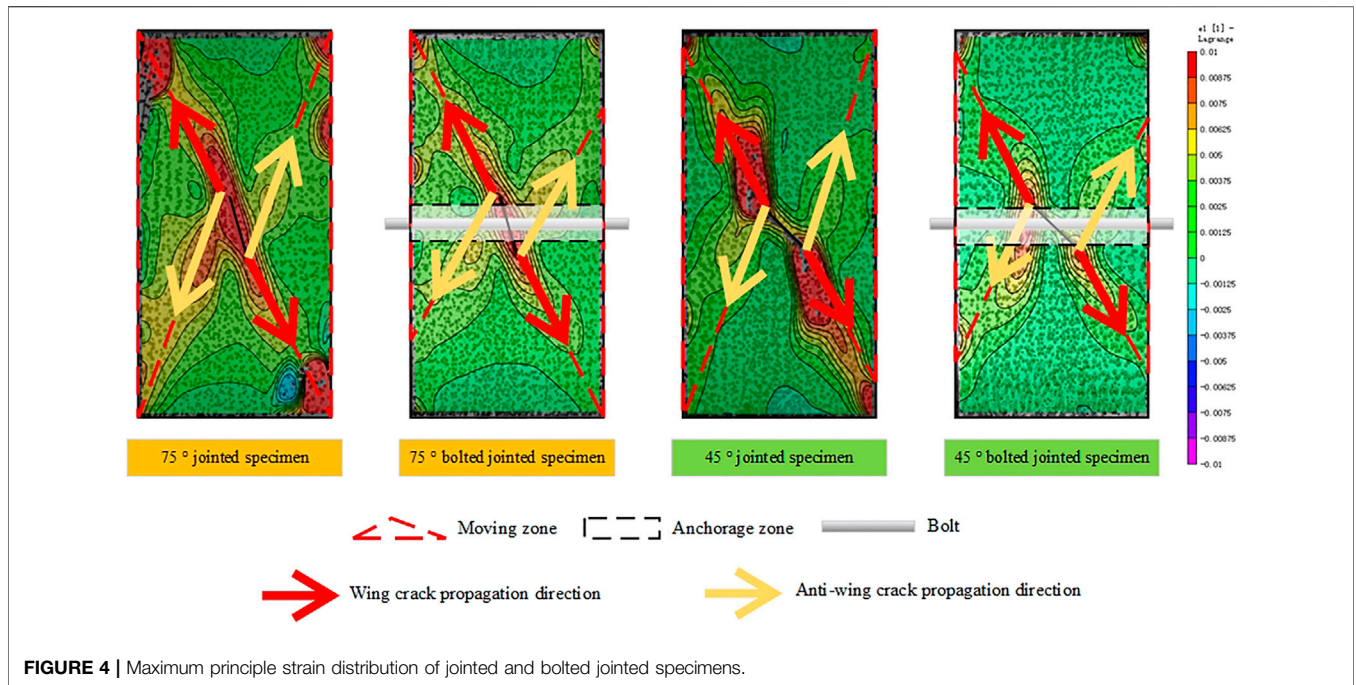 e1 [1] -
Lagrange
0.01
0.00875
0.0075
0.00625
0.005
0.00375
0.0025
0.00125
0
-0.00125
-0.0025
-0.00375
-0.005
-0.00625
-0.0075
-0.00875
-0.01
75 ° jointed specimen
75 ° bolted jointed specimen
45 ° jointed specimen
45 ° bolted jointed specimen
Moving zone
Anchorage zone
Bolt
Wing crack propagation direction
Anti-wing crack propagation direction
FIGURE 4 | Maximum principle strain distribution of jointed and bolted jointed specimens.